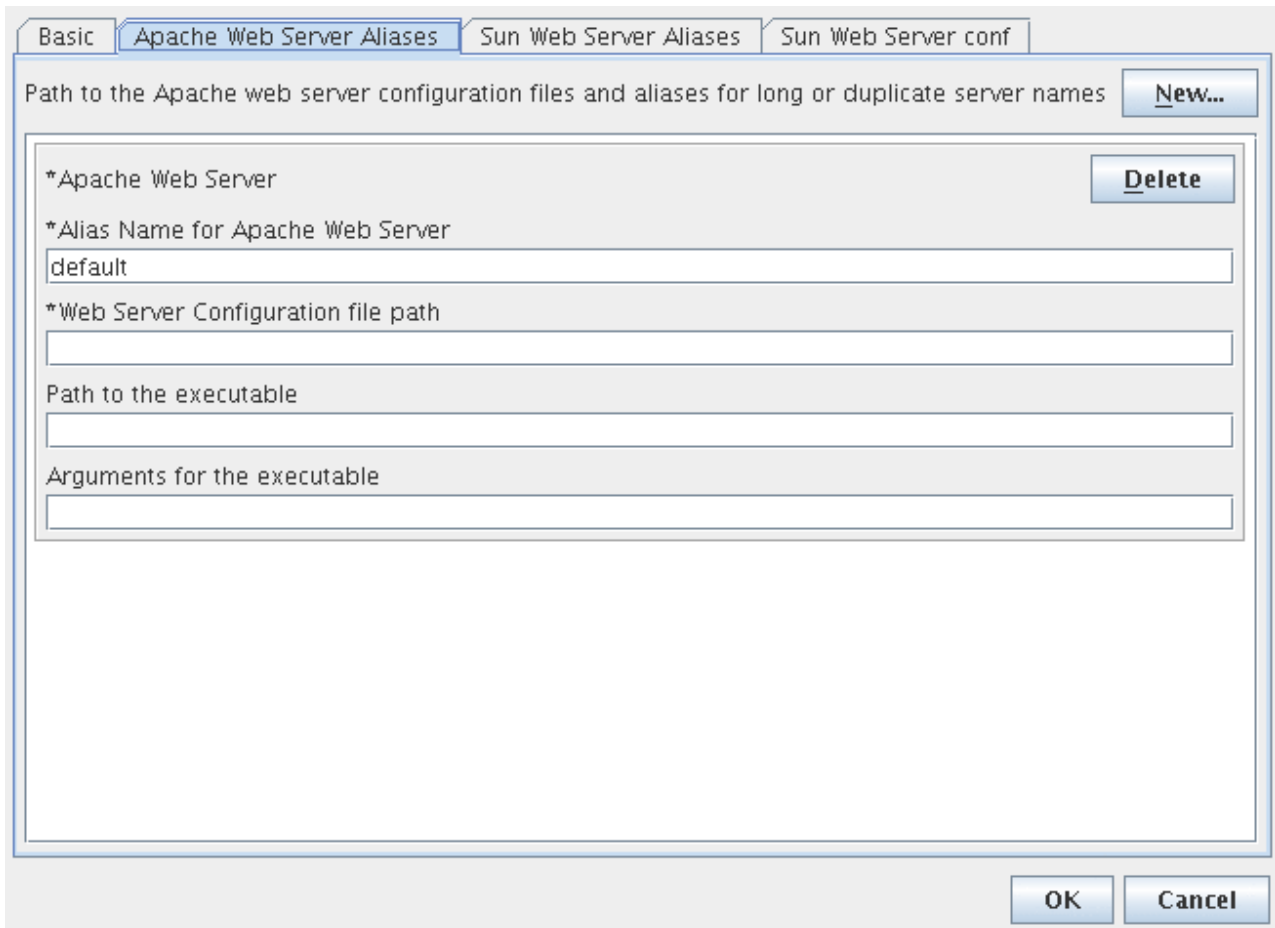 Basic Apache Web Server Aliases Sun Web Server Aliases Sun Web Server conf
Path to the Apache web server configuration files and aliases for long or duplicate server names New...
*Apache Web Server Delete
*Alias Name for Apache Web Server
default
*Web Server Configuration file path
Path to the executable
Arguments for the executable
OK Cancel